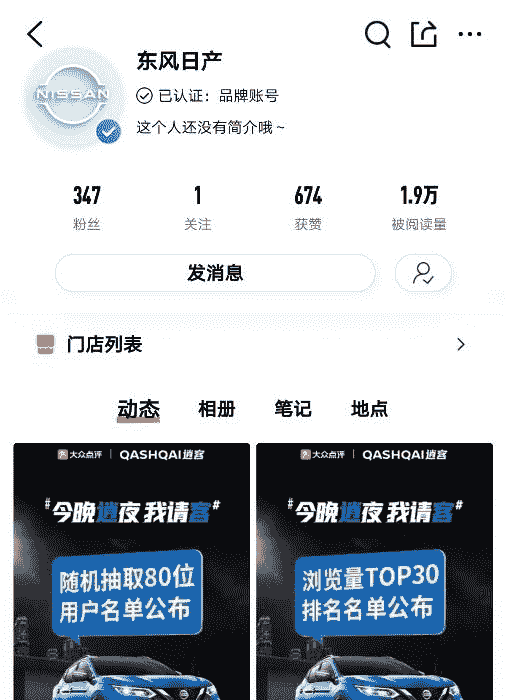 东风日产
NISSAN
已认证：品牌账号
这个人还没有简介哦~
347
粉丝
1
关注
674
获赞
1.9万
被阅读量
发消息
门店列表
动态
相册
笔记
地点
大众点评 | QASHQAI逍客
#今晚逍夜 我请客#
随机抽取80位
用户名单公布
大众点评 | QASHQAI逍客
#今晚逍夜 我请客#
浏览量TOP30
排名名单公布